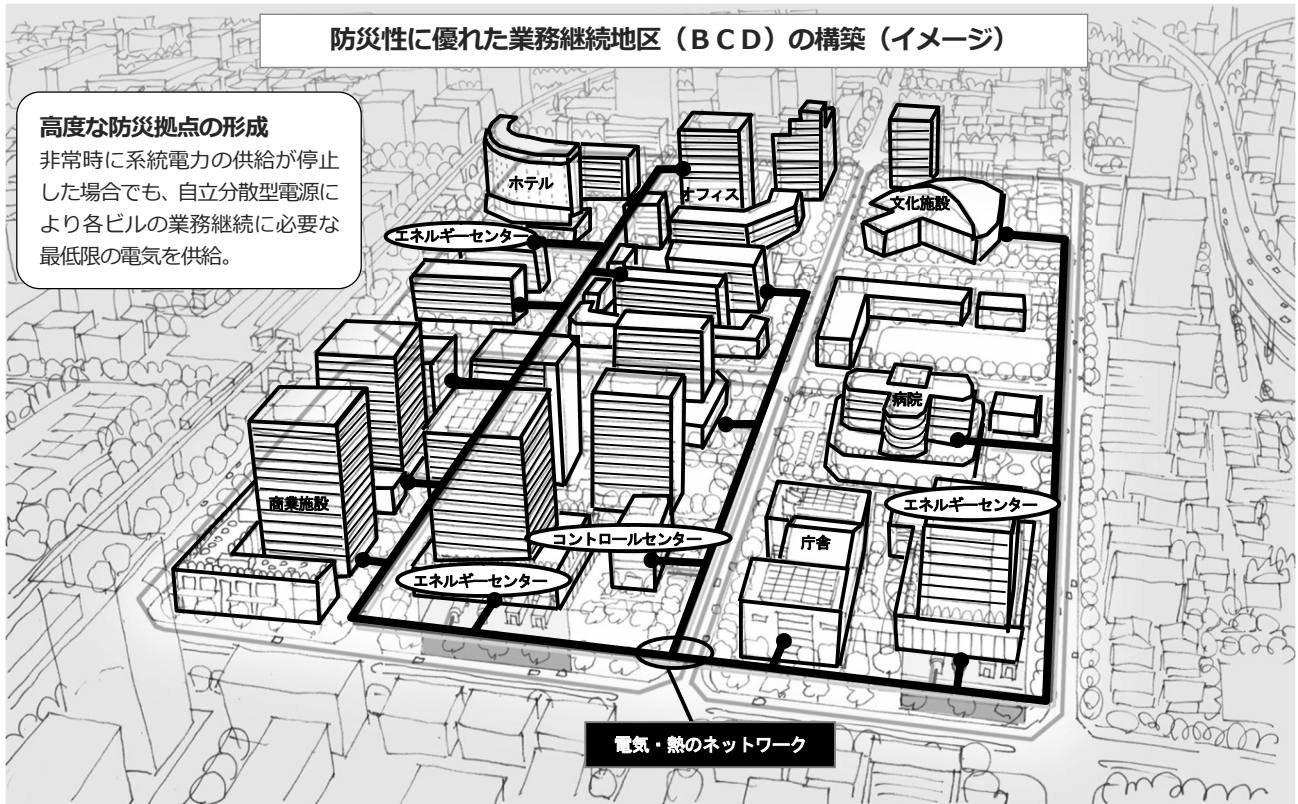 防災性に優れた業務継続地区（ＢＣＤ）の構築（イメージ）
高度な防災拠点の形成
非常時に系統電力の供給が停止
した場合でも、自立分散型電源に
より各ビルの業務継続に必要な
最低限の電気を供給。
ホテル
オフィス
文化施設
エネルギーセンター
病院
商業施設
エネルギーセンター
コントロールセンター
庁舎
エネルギーセンター
電気・熱のネットワーク